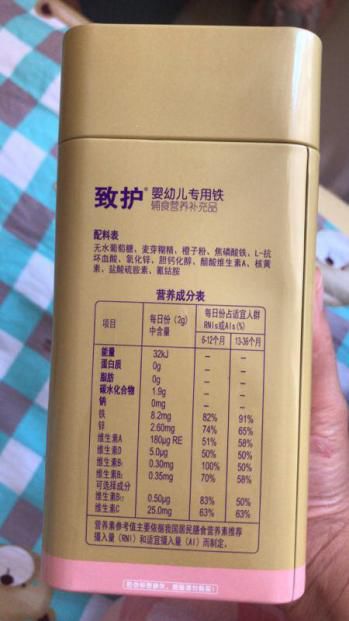 致护® 婴幼儿专用铁
辅食营养补充品
配料表
无水葡萄糖、麦芽糊精、橙子粉、焦磷酸铁、L-抗
坏血酸、氧化锌、胆钙化醇、醋酸维生素A、核黄
素、盐酸硫胺素、氰钴胺
营养成分表
项目 每日份（2g）中含量 每日份占适宜人群RNIs或AIs(%)
6-12个月 13-36个月
能量 32kJ – –
蛋白质 0g – –
脂肪 0g – –
碳水化合物 1.9g – –
钠 0mg – –
铁 8.2mg 82% 91%
锌 2.60mg 74% 65%
维生素A 180μg RE 51% 58%
维生素D 5.0μg 50% 50%
维生素B₁ 0.30mg 100% 50%
维生素B₂ 0.35mg 70% 58%
可选择成分
维生素B₁₂ 0.50μg 83% 50%
维生素C 25.0mg 63% 63%
营养素参考值主要依据我国居民膳食营养素推荐
摄入量（RNI）和适宜摄入量（AI）而制定。